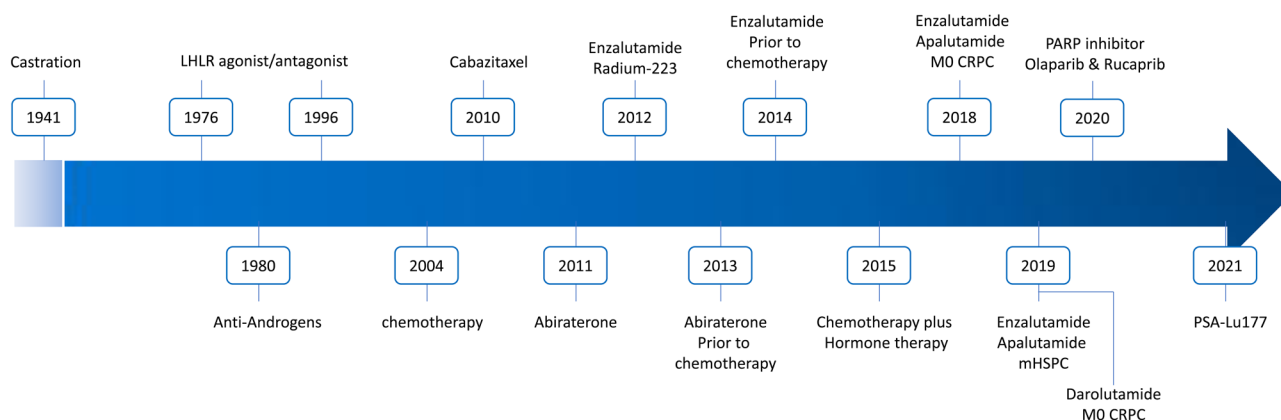 Castration
1941
LHLR agonist/antagonist
1976
1996
Cabazitaxel
2010
Enzalutamide
Radium-223
2012
Enzalutamide
Prior to
chemotherapy
2014
Enzalutamide
Apalutamide
M0 CRPC
2018
PARP inhibitor
Olaparib & Rucaprib
2020
1980
Anti-Androgens
2004
chemotherapy
2011
Abiraterone
2013
Abiraterone
Prior to
chemotherapy
2015
Chemotherapy plus
Hormone therapy
2019
Enzalutamide
Apalutamide
mHSPC
Darolutamide
M0 CRPC
2021
PSA-Lu177